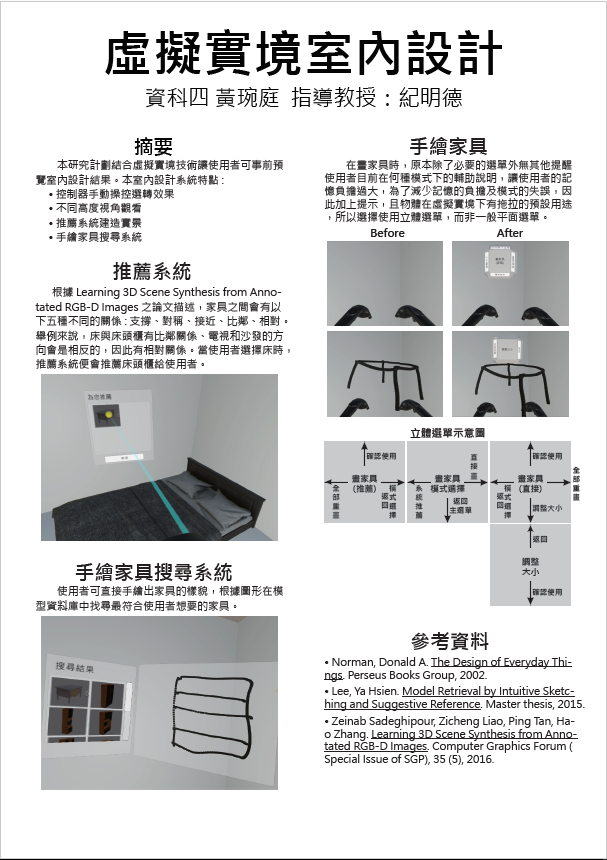 虛擬實境室內設計
資科四 黃琬庭 指導教授：紀明德
摘要
本研究計劃結合虛擬實境技術讓使用者可事前預
覽室內設計結果。本室內設計系統特點：
• 控制器手動操控選轉效果
• 不同高度視角觀看
• 推薦系統建造實景
• 手繪家具搜尋系統
推薦系統
根據 Learning 3D Scene Synthesis from Anno-
tated RGB-D Images 之論文描述，家具之間會有以
下五種不同的關係 : 支撐、對稱、接近、比鄰、相對。
舉例來說，床與床頭櫃有比鄰關係、電視和沙發的方
向會是相反的，因此有相對關係。當使用者選擇床時，
推薦系統便會推薦床頭櫃給使用者。
為您推薦
手繪家具搜尋系統
使用者可直接手繪出家具的樣貌，根據圖形在模
型資料庫中找尋最符合使用者想要的家具。
搜尋結果
手繪家具
在畫家具時，原本除了必要的選單外無其他提醒
使用者目前在何種模式下的輔助說明，讓使用者的記
憶負擔過大，為了減少記憶的負擔及模式的失誤，因
此加上提示，且物體在虛擬實境下有拖拉的預設用途
，所以選擇使用立體選單，而非一般平面選單。
Before
After
立體選單示意圖
確認使用
全部重畫
畫家具
(推薦)
返回模式選擇
系統推薦
畫家具
模式選擇
直接畫
返回
主選單
確認使用
返回模式選擇
畫家具
(直接)
全部重畫
調整大小
返回
調整
大小
確認使用
參考資料
• Norman, Donald A. The Design of Everyday Thi-
ngs. Perseus Books Group, 2002.
• Lee, Ya Hsien. Model Retrieval by Intuitive Sketc-
hing and Suggestive Reference. Master thesis, 2015.
• Zeinab Sadeghipour, Zicheng Liao, Ping Tan, Ha-
o Zhang. Learning 3D Scene Synthesis from Anno-
tated RGB-D Images. Computer Graphics Forum (
Special Issue of SGP), 35 (5), 2016.